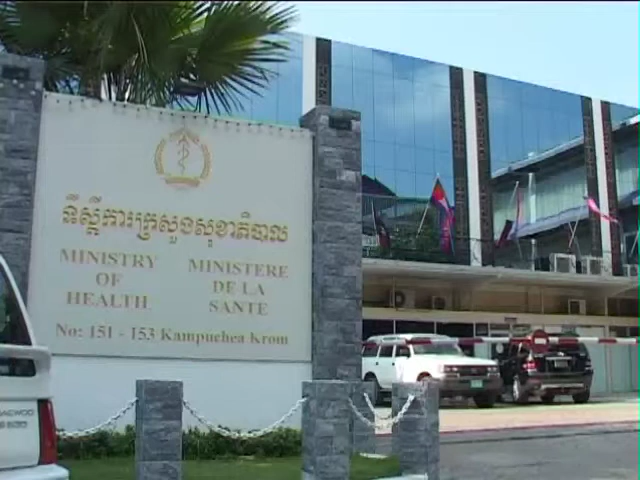 ទីស្តីការក្រសួងសុខាភិបាល
MINISTRY
OF
HEALTH
MINISTERE
DE LA
SANTE
No: 151 - 153 Kampuchea Krom